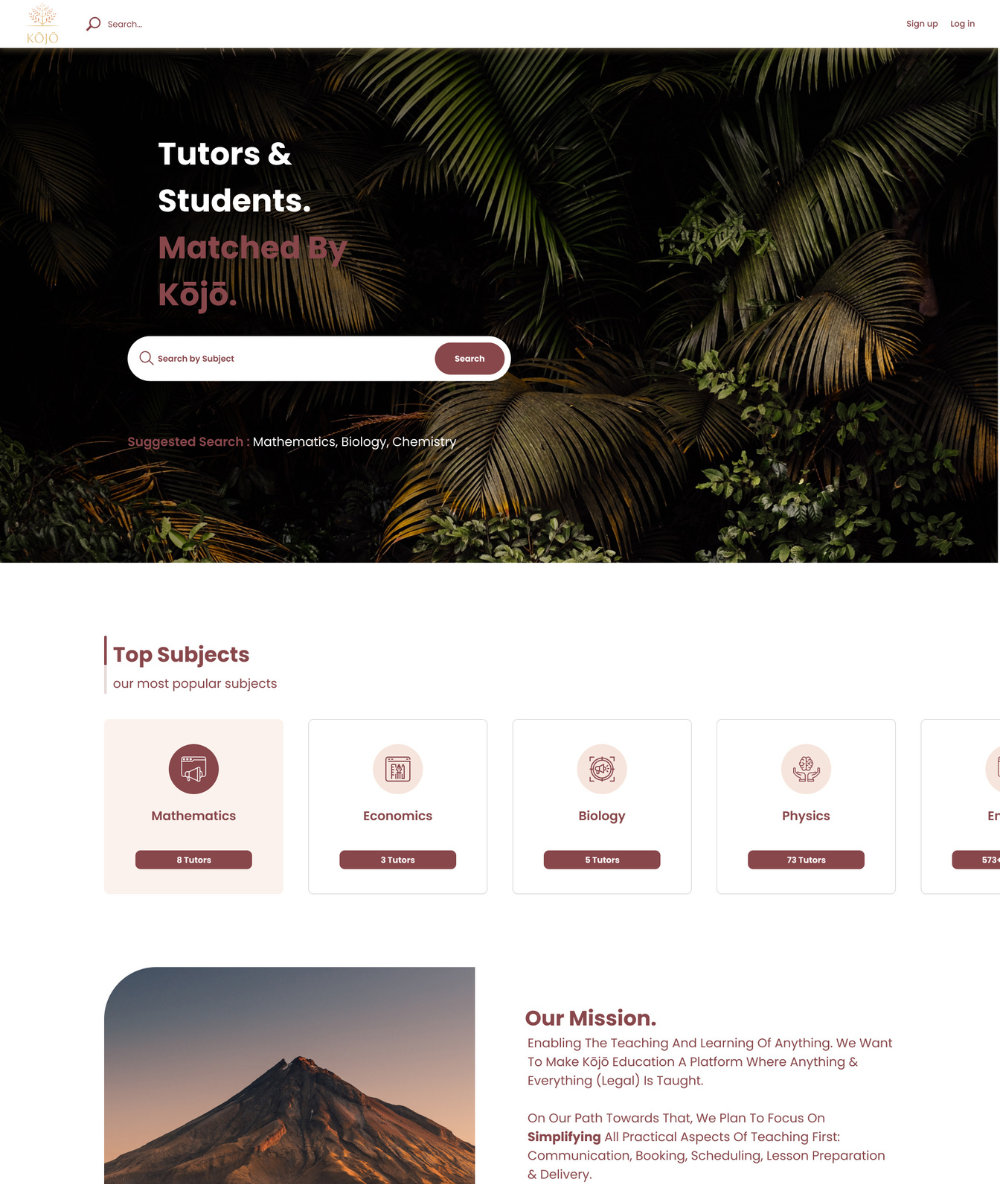 KŌJŌ
Search...
Sign up
Log in
Tutors &
Students.
Matched By
Kōjō.
Search by Subject
Search
Suggested Search : Mathematics, Biology, Chemistry
Top Subjects
our most popular subjects
Mathematics
8 Tutors
Economics
3 Tutors
Biology
5 Tutors
Physics
73 Tutors
En
573+
Our Mission.
Enabling The Teaching And Learning Of Anything. We Want
To Make Kōjō Education A Platform Where Anything &
Everything (Legal) Is Taught.
On Our Path Towards That, We Plan To Focus On
Simplifying All Practical Aspects Of Teaching First:
Communication, Booking, Scheduling, Lesson Preparation
& Delivery.